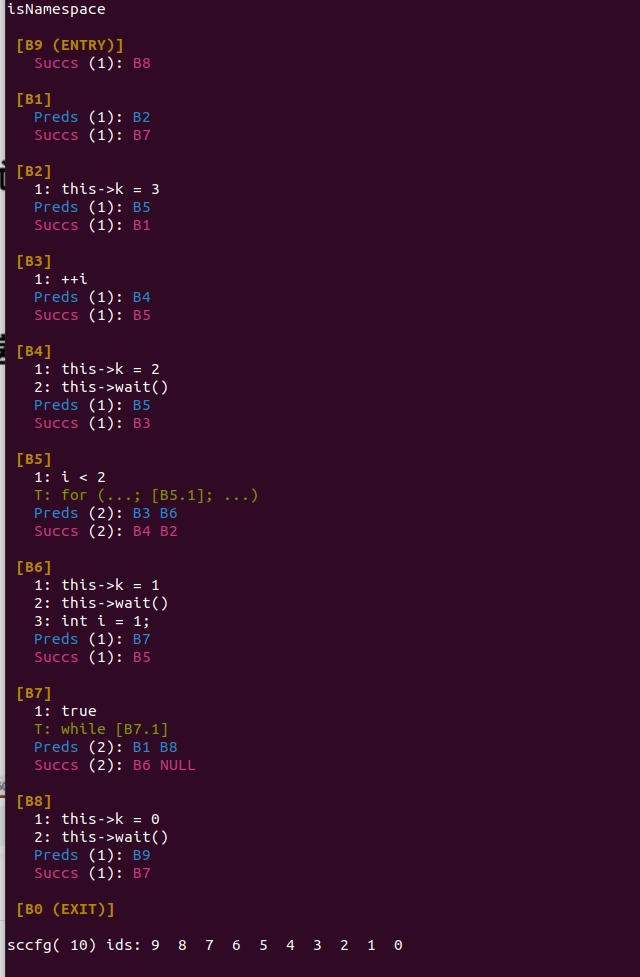 isNamespace
[B9 (ENTRY)]
Succs (1): B8
[B1]
Preds (1): B2
Succs (1): B7
[B2]
1: this->k = 3
Preds (1): B5
Succs (1): B1
[B3]
1: ++i
Preds (1): B4
Succs (1): B5
[B4]
1: this->k = 2
2: this->wait()
Preds (1): B5
Succs (1): B3
[B5]
1: i < 2
T: for (...; [B5.1]; ...)
Preds (2): B3 B6
Succs (2): B4 B2
[B6]
1: this->k = 1
2: this->wait()
3: int i = 1;
Preds (1): B7
Succs (1): B5
[B7]
1: true
T: while [B7.1]
Preds (2): B1 B8
Succs (2): B6 NULL
[B8]
1: this->k = 0
2: this->wait()
Preds (1): B9
Succs (1): B7
[B0 (EXIT)]
sccfg( 10) ids: 9 8 7 6 5 4 3 2 1 0